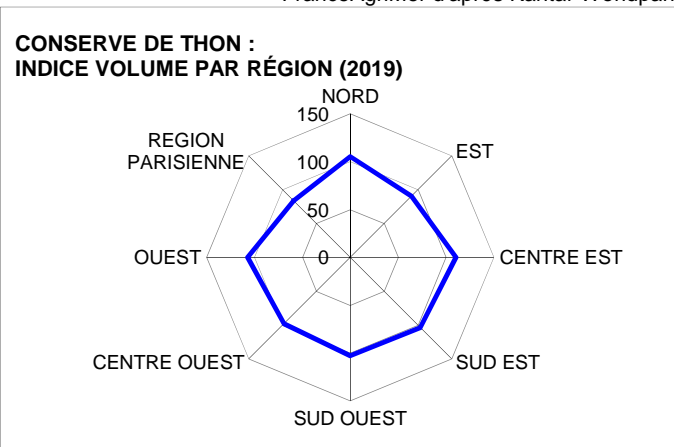 CONSERVE DE THON :
INDICE VOLUME PAR RÉGION (2019)
NORD
150
REGION
PARISIENNE
EST
100
50
OUEST
0
CENTRE EST
CENTRE OUEST
SUD EST
SUD OUEST